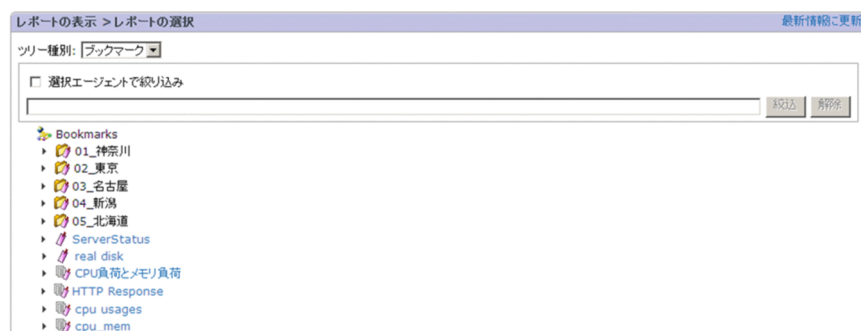 レポートの表示 >レポートの選択 最新情報に更新
ツリー種別: ブックマーク
選択エージェントで絞り込み
絞込 解除
Bookmarks
01_神奈川
02_東京
03_名古屋
04_新潟
05_北海道
ServerStatus
real disk
CPU負荷とメモリ負荷
HTTP Response
cpu usages
cpu_mem